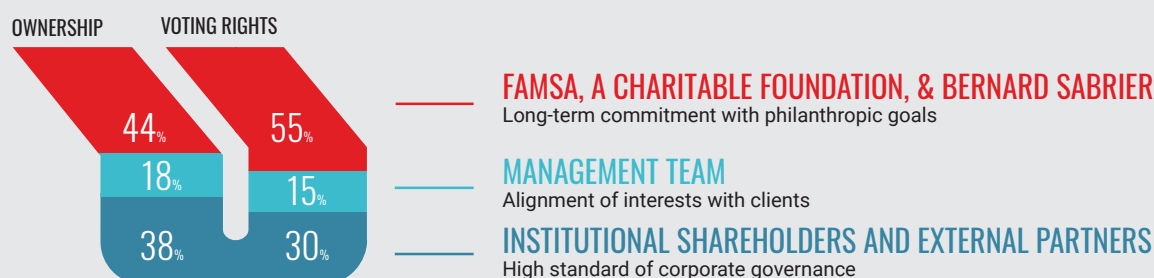 OWNERSHIP VOTING RIGHTS
44% 55%
FAMSA, A CHARITABLE FOUNDATION, & BERNARD SABRIER
Long-term commitment with philanthropic goals
18% 15%
MANAGEMENT TEAM
Alignment of interests with clients
38% 30%
INSTITUTIONAL SHAREHOLDERS AND EXTERNAL PARTNERS
High standard of corporate governance